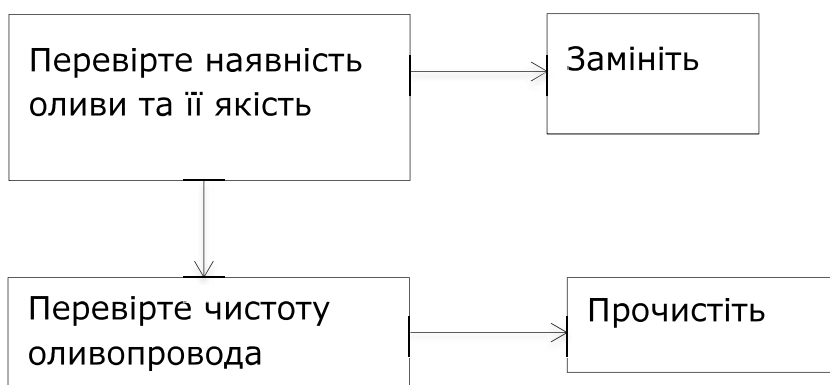 Перевірте наявність
оливи та її якість
Замініть
Перевірте чистоту
оливопровода
Прочистіть